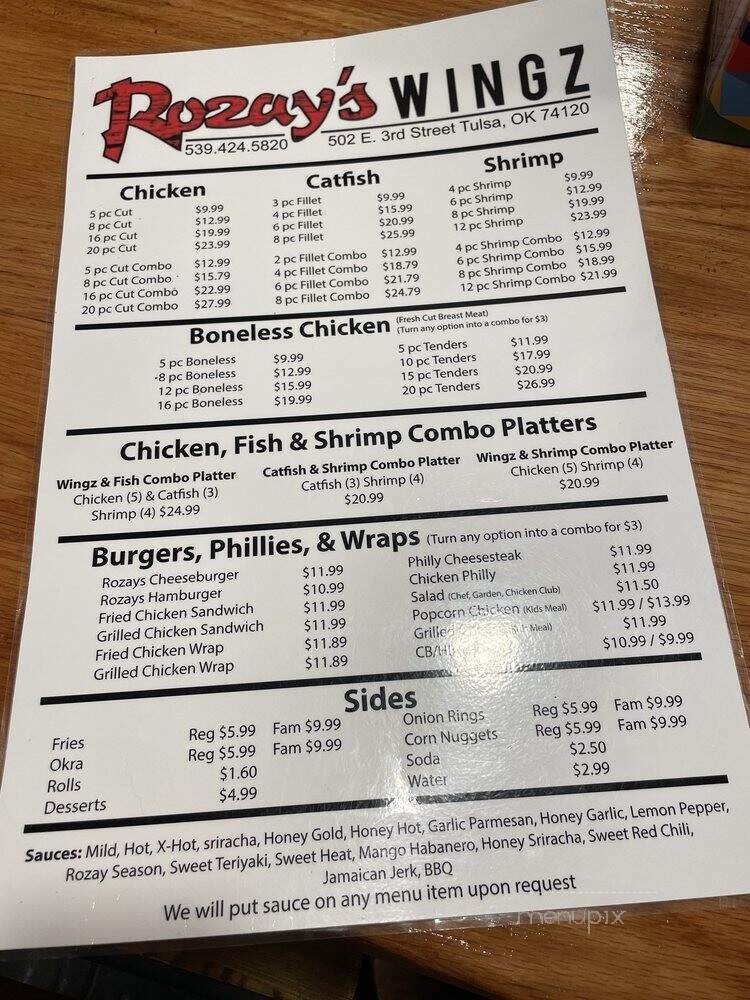 Rozay's WINGZ
539.424.5820 502 E. 3rd Street Tulsa, OK 74120
Chicken
5 pc Cut $9.99
8 pc Cut $12.99
16 pc Cut $19.99
20 pc Cut $23.99
5 pc Cut Combo $12.99
8 pc Cut Combo $15.79
16 pc Cut Combo $22.99
20 pc Cut Combo $27.99
Catfish
3 pc Fillet $9.99
4 pc Fillet $15.99
6 pc Fillet $20.99
8 pc Fillet $25.99
2 pc Fillet Combo $12.99
4 pc Fillet Combo $18.79
6 pc Fillet Combo $21.79
8 pc Fillet Combo $24.79
Shrimp
4 pc Shrimp $9.99
6 pc Shrimp $12.99
8 pc Shrimp $19.99
12 pc Shrimp $23.99
4 pc Shrimp Combo $12.99
6 pc Shrimp Combo $15.99
8 pc Shrimp Combo $18.99
12 pc Shrimp Combo $21.99
Boneless Chicken (Fresh Cut Breast Meat)
(Turn any option into a combo for $3)
5 pc Boneless $9.99
-8 pc Boneless $12.99
12 pc Boneless $15.99
16 pc Boneless $19.99
5 pc Tenders $11.99
10 pc Tenders $17.99
15 pc Tenders $20.99
20 pc Tenders $26.99
Chicken, Fish & Shrimp Combo Platters
Wingz & Fish Combo Platter
Chicken (5) & Catfish (3)
Shrimp (4) $24.99
Catfish & Shrimp Combo Platter
Catfish (3) Shrimp (4)
$20.99
Wingz & Shrimp Combo Platter
Chicken (5) Shrimp (4)
$20.99
Burgers, Phillies, & Wraps (Turn any option into a combo for $3)
Rozays Cheeseburger $11.99
Rozays Hamburger $10.99
Fried Chicken Sandwich $11.99
Grilled Chicken Sandwich $11.99
Fried Chicken Wrap $11.89
Grilled Chicken Wrap $11.89
Philly Cheesesteak $11.99
Chicken Philly $11.99
Salad (Chef, Garden, Chicken Club) $11.50
Popcorn Chicken (Kids Meal) $11.99 / $13.99
Grilled Meal) $11.99
$10.99 / $9.99
Sides
Fries Reg $5.99 Fam $9.99
Okra Reg $5.99 Fam $9.99
Rolls $1.60
Desserts $4.99
Onion Rings Reg $5.99 Fam $9.99
Corn Nuggets Reg $5.99 Fam $9.99
Soda $2.50
Water $2.99
Sauces: Mild, Hot, X-Hot, sriracha, Honey Gold, Honey Hot, Garlic Parmesan, Honey Garlic, Lemon Pepper,
Rozay Season, Sweet Teriyaki, Sweet Heat, Mango Habanero, Honey Sriracha, Sweet Red Chili,
Jamaican Jerk, BBQ
We will put sauce on any menu item upon request
menupix